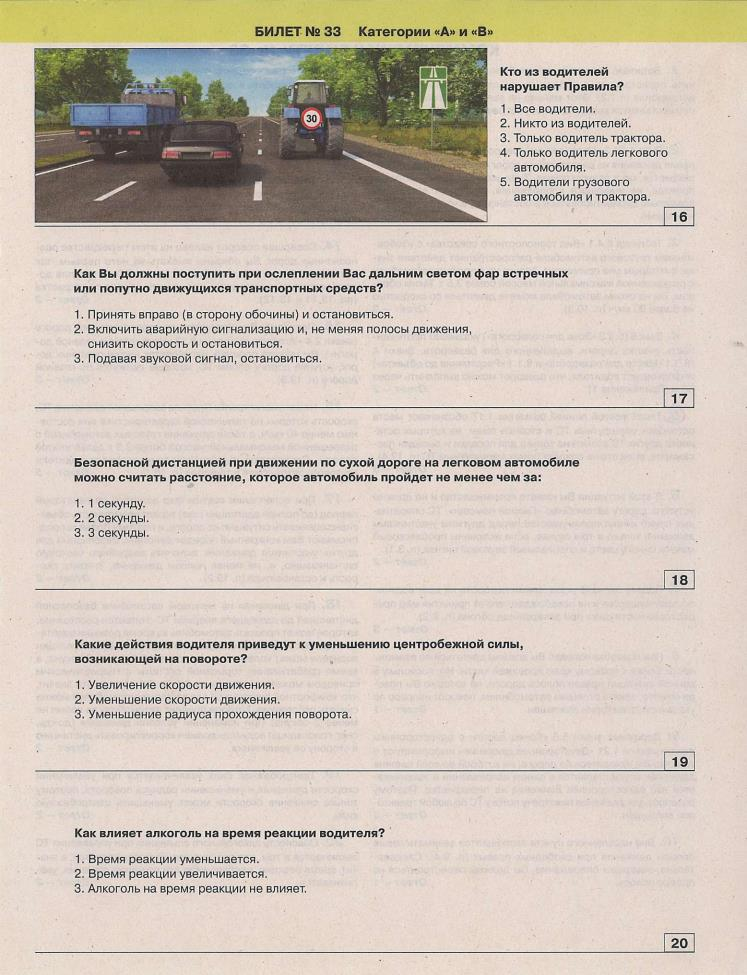 БИЛЕТ № 33 Категории «А» и «В»
30
Кто из водителей
нарушает Правила?
1. Все водители.
2. Никто из водителей.
3. Только водитель трактора.
4. Только водитель легкового
автомобиля.
5. Водители грузового
автомобиля и трактора.
16
Как Вы должны поступить при ослеплении Вас дальним светом фар встречных
или попутно движущихся транспортных средств?
1. Принять вправо (в сторону обочины) и остановиться.
2. Включить аварийную сигнализацию и, не меняя полосы движения,
снизить скорость и остановиться.
3. Подавая звуковой сигнал, остановиться.
17
Безопасной дистанцией при движении по сухой дороге на легковом автомобиле
можно считать расстояние, которое автомобиль пройдет не менее чем за:
1. 1 секунду.
2. 2 секунды.
3. 3 секунды.
18
Какие действия водителя приведут к уменьшению центробежной силы,
возникающей на повороте?
1. Увеличение скорости движения.
2. Уменьшение скорости движения.
3. Уменьшение радиуса прохождения поворота.
19
Как влияет алкоголь на время реакции водителя?
1. Время реакции уменьшается.
2. Время реакции увеличивается.
3. Алкоголь на время реакции не влияет.
20